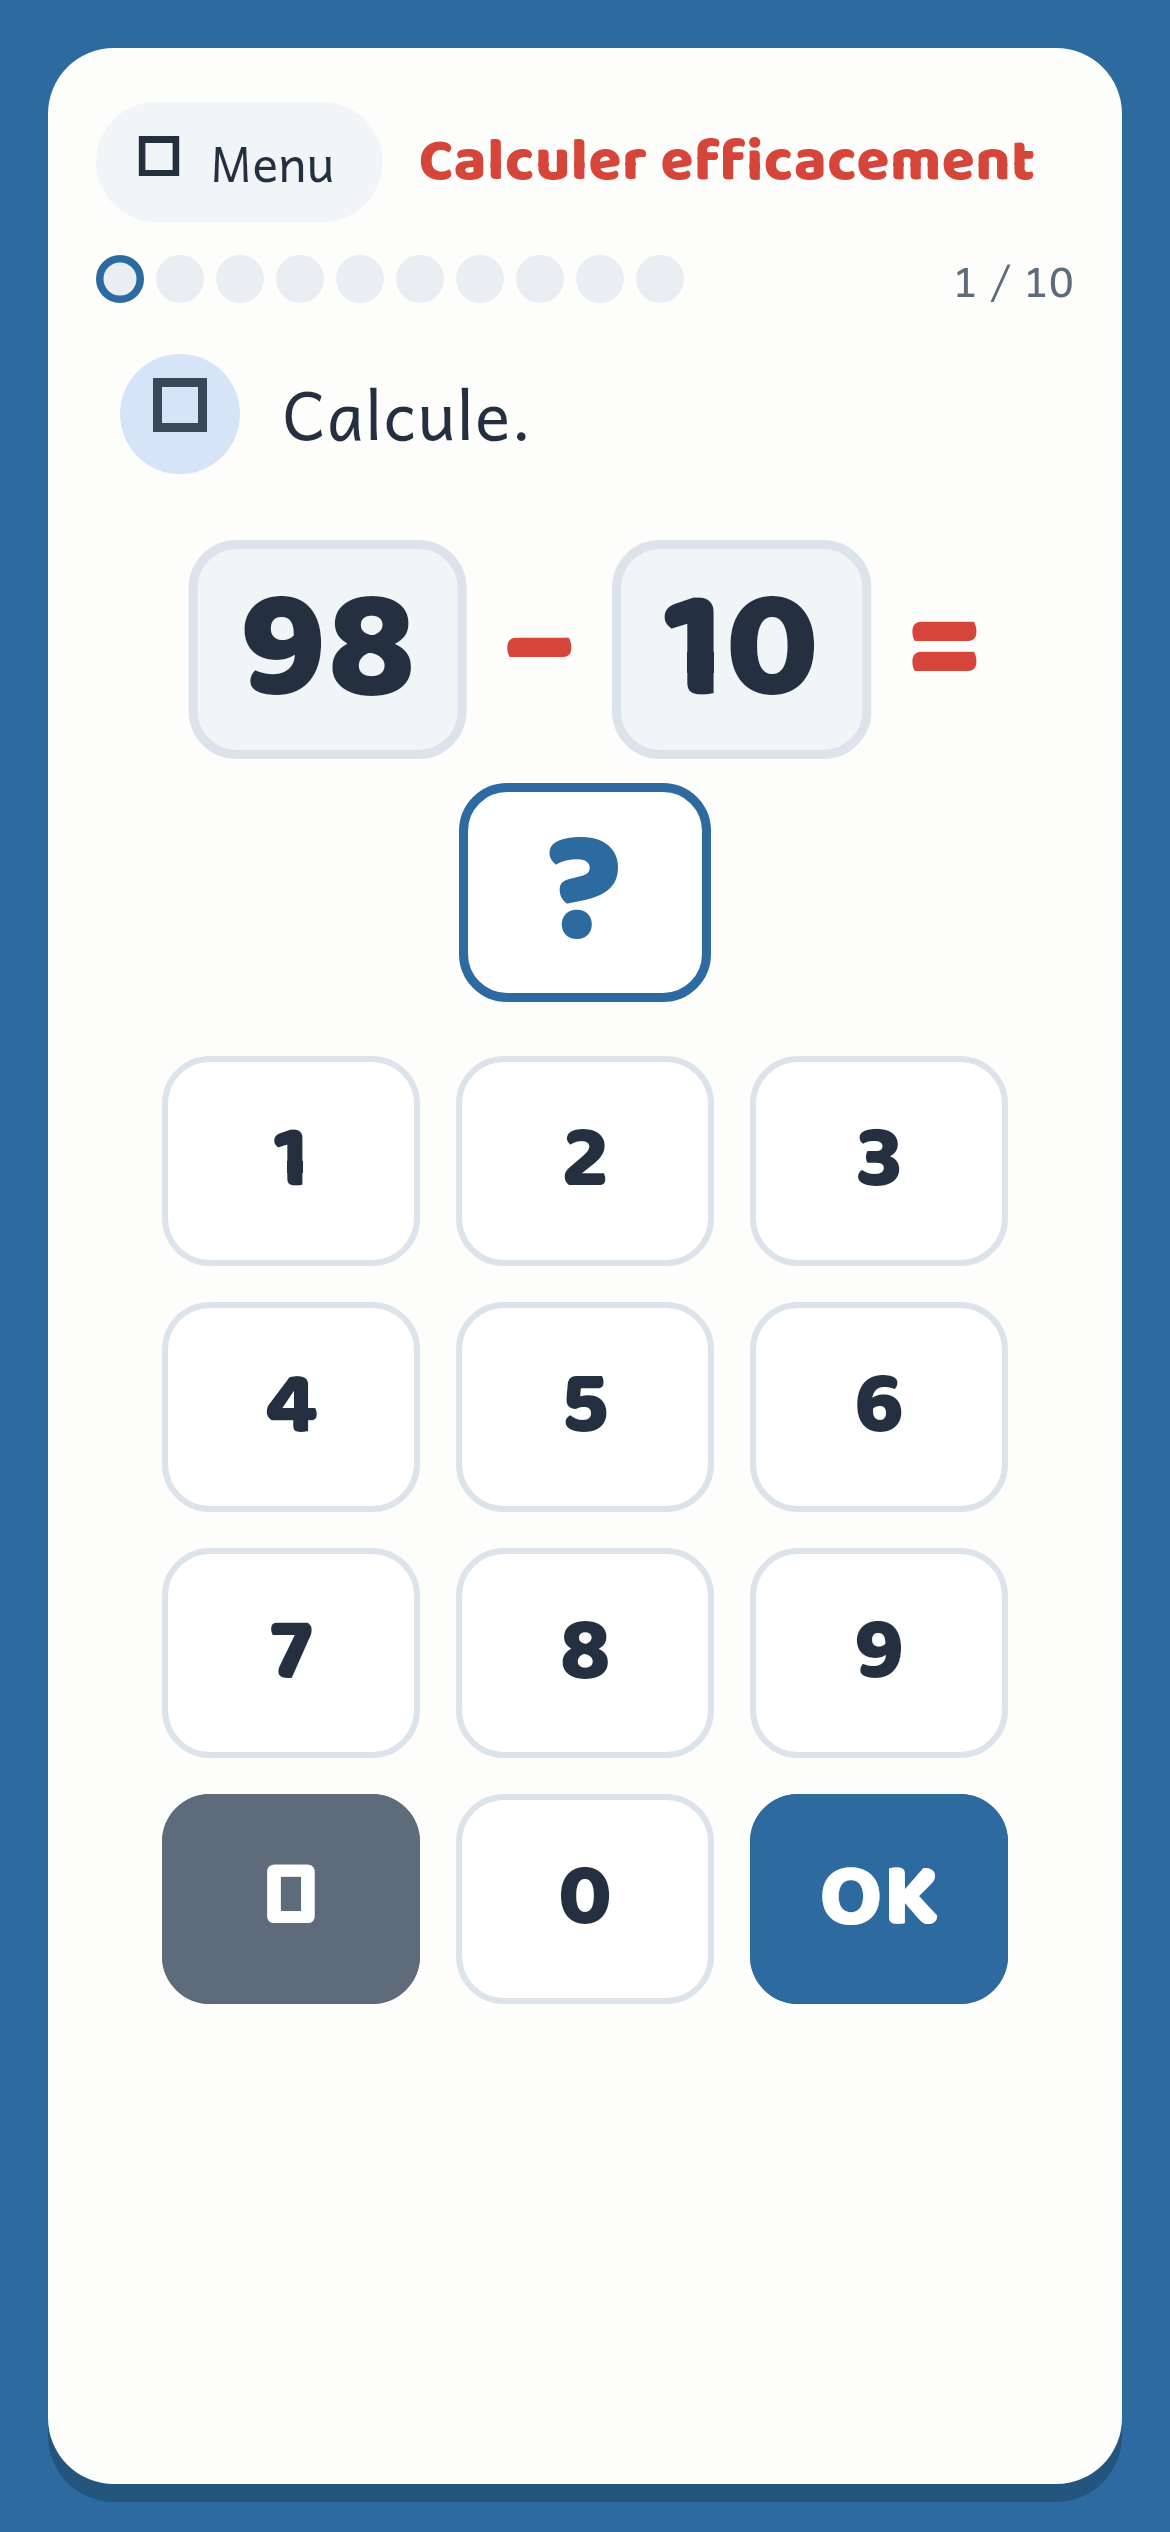 Menu
Calculer efficacement
1 / 10
Calcule.
98 – 10 =
?
1 2 3
4 5 6
7 8 9
0 OK